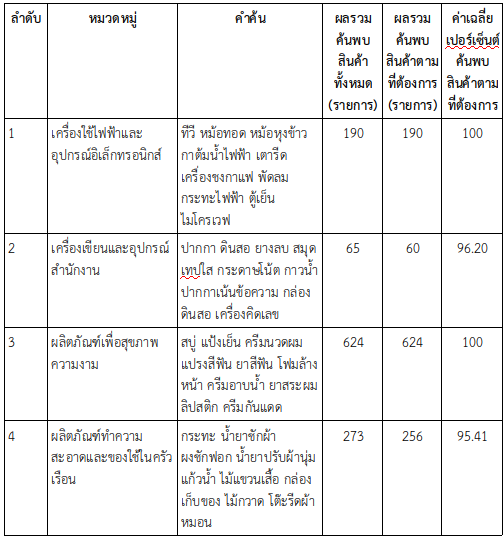 ลำดับ หมวดหมู่ คำค้น ผลรวม ผลรวม ค่าเฉลี่ย
ค้นพบ ค้นพบ เปอร์เซ็นต์
สินค้า สินค้าตาม ค้นพบ
ทั้งหมด ที่ต้องการ สินค้าตาม
(รายการ) (รายการ) ที่ต้องการ
1 เครื่องใช้ไฟฟ้าและ ทีวี หม้อทอด หม้อหุงข้าว 190 190 100
อุปกรณ์อิเล็กทรอนิกส์ กาต้มน้ำไฟฟ้า เตารีด
เครื่องชงกาแฟ พัดลม
กระทะไฟฟ้า ตู้เย็น
ไมโครเวฟ
2 เครื่องเขียนและอุปกรณ์ ปากกา ดินสอ ยางลบ สมุด 65 60 96.20
สำนักงาน เทปใส กระดาษโน้ต กาวน้ำ
ปากกาเน้นข้อความ กล่อง
ดินสอ เครื่องคิดเลข
3 ผลิตภัณฑ์เพื่อสุขภาพ สบู่ แป้งเย็น ครีมนวดผม 624 624 100
ความงาม แปรงสีฟัน ยาสีฟัน โฟมล้าง
หน้า ครีมอาบน้ำ ยาสระผม
ลิปสติก ครีมกันแดด
4 ผลิตภัณฑ์ทำความ กระทะ น้ำยาซักผ้า 273 256 95.41
สะอาดและของใช้ในครัว ผงซักฟอก น้ำยาปรับผ้านุ่ม
เรือน แก้วน้ำ ไม้แขวนเสื้อ กล่อง
เก็บของ ไม้กวาด โต๊ะรีดผ้า
หมอน